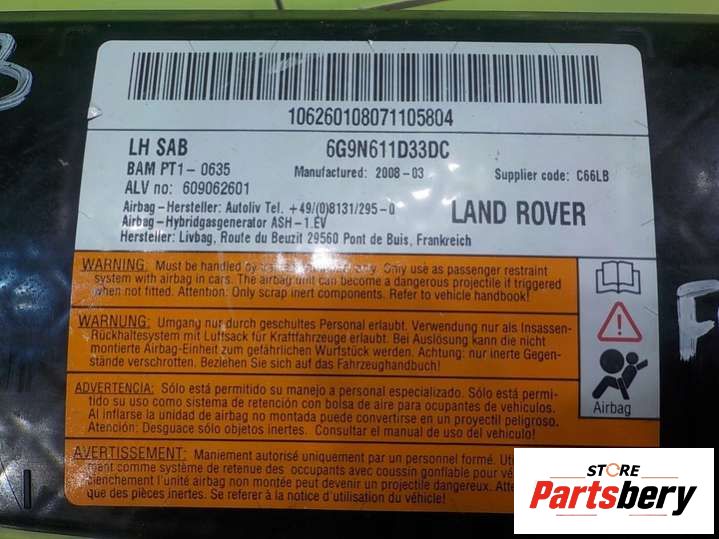 106260108071105804
LH SAB
6G9N611D33DC
BAM PT1-0635
Manufactured: 2008-03
Supplier code: C66LB
ALV no: 609062601
Airbag-Hersteller: Autoliv Tel. +49/(0)8131/295-0
LAND ROVER
Airbag-Hybridgasgenerator ASH-1.EV
Hersteller: Livbag, Route du Beuzit 29560 Pont de Buis, Frankreich
WARNING: Must be handled by only. Only use as passenger restraint
system with airbag in cars. The airbag unit can become a dangerous projectile if triggered
when not fitted. Attention: Only scrap inert components. Refer to vehicle handbook!
WARNUNG: Umgang nur durch geschultes Personal erlaubt. Verwendung nur als Insassen-
Rückhaltesystem mit Luftsack für Kraftfahrzeuge erlaubt. Bei Auslösung kann die nicht
montierte Airbag-Einheit zum gefährlichen Wurfstück werden. Achtung: nur inerte Gegen-
stände verschrotten. Beziehen Sie sich auf das Fahrzeughandbuch!
ADVERTENCIA: Sólo está permitido su manejo a personal especializado. Sólo está permi-
tido su uso como sistema de retención con bolsa de aire para ocupantes de vehículos.
Al inflarse la unidad de airbag no montada puede convertirse en un proyectil peligroso.
Atención: Desguace sólo objetos inertes. Consultar el manual de uso del vehículo!
Airbag
AVERTISSEMENT: Maniement autorisé uniquement par un personnel formé. Utilis
ment comme système de retenue des occupants avec coussin gonflable pour véh
clenchement l'unité airbag non montée peut devenir un projectile dangereux. Atte
que des pièces inertes. Se referer à la notice d'utilisation du véhicule!
STORE
Partsbery